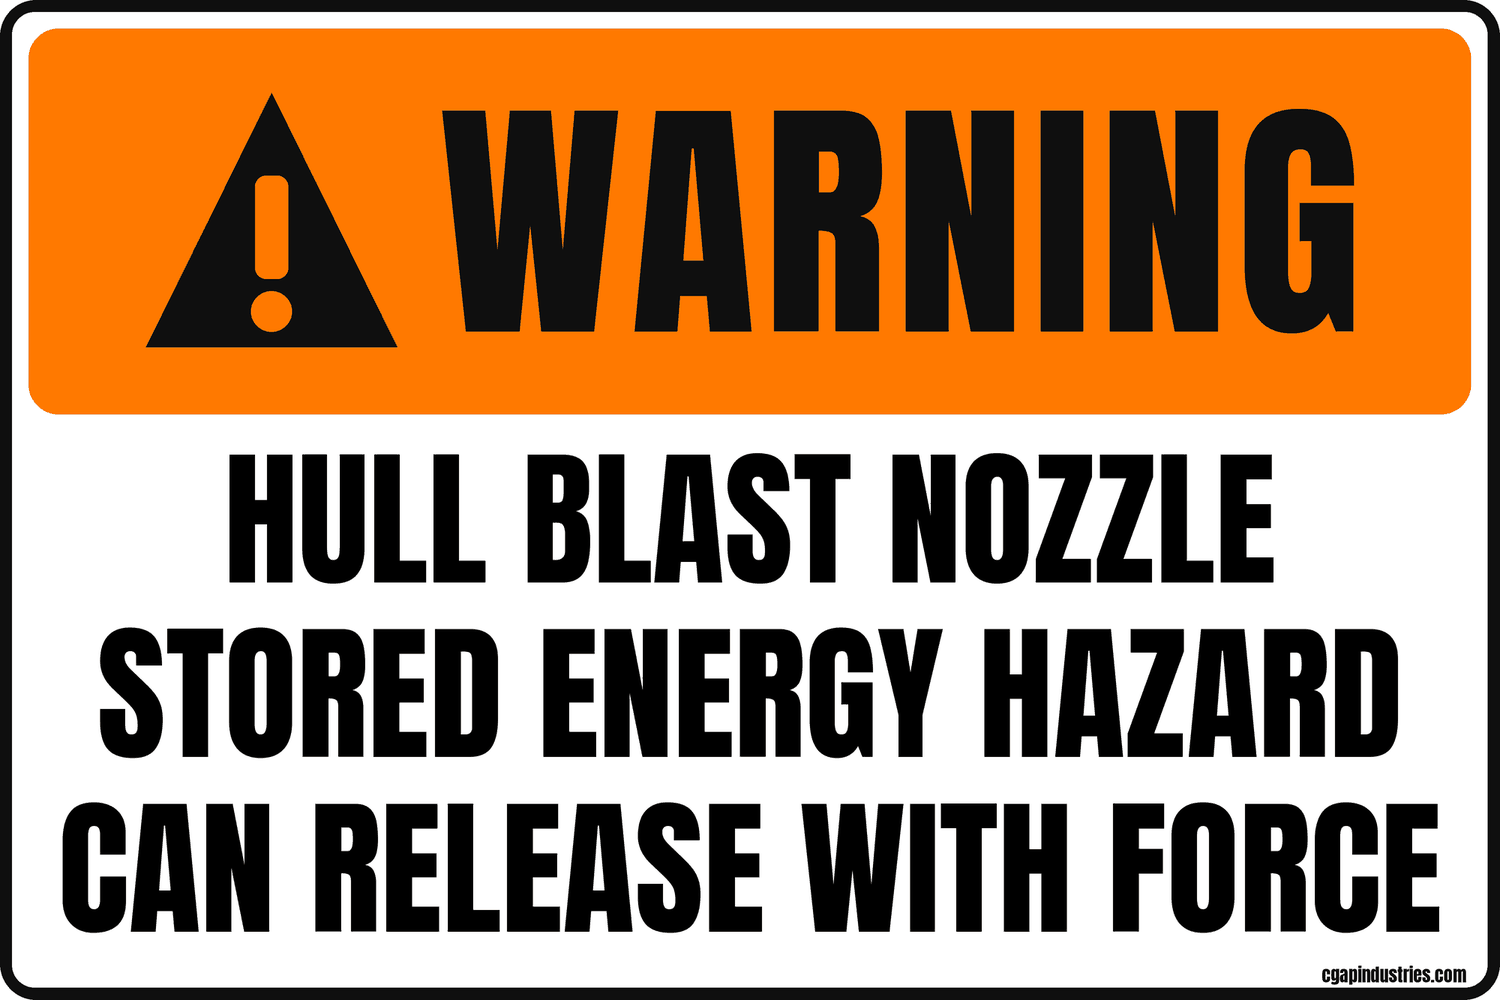 WARNING
HULL BLAST NOZZLE
STORED ENERGY HAZARD
CAN RELEASE WITH FORCE
cgapindustries.com